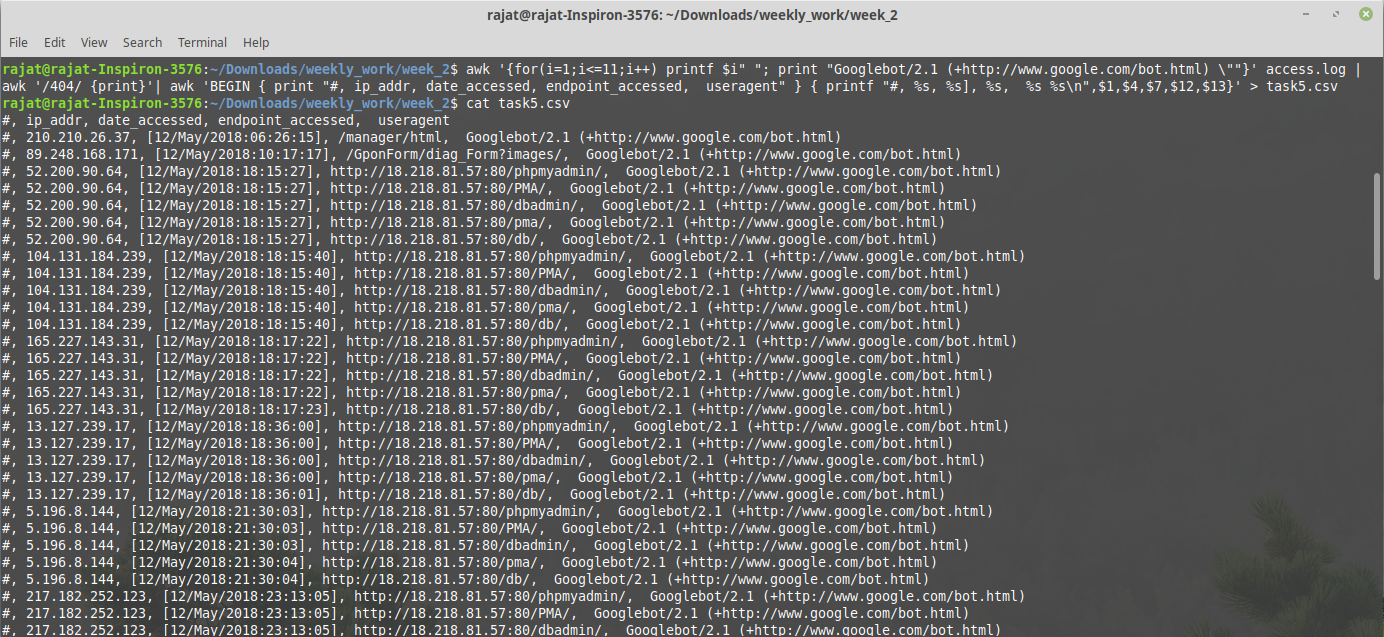 rajat@rajat-Inspiron-3576: ~/Downloads/weekly_work/week_2
File Edit View Search Terminal Help
rajat@rajat-Inspiron-3576:~/Downloads/weekly_work/week_2$ awk '{for(i=1;i<=11;i++) printf $i" "; print "Googlebot/2.1 (+http://www.google.com/bot.html) \""}' access.log |
awk '/404/ {print}'| awk 'BEGIN { print "#, ip_addr, date_accessed, endpoint_accessed,  useragent" } { printf "#, %s, %s], %s,  %s %s\n",$1,$4,$7,$12,$13}' > task5.csv
rajat@rajat-Inspiron-3576:~/Downloads/weekly_work/week_2$ cat task5.csv
#, ip_addr, date_accessed, endpoint_accessed,  useragent
#, 210.210.26.37, [12/May/2018:06:26:15], /manager/html,  Googlebot/2.1 (+http://www.google.com/bot.html)
#, 89.248.168.171, [12/May/2018:10:17:17], /GponForm/diag_Form?images/,  Googlebot/2.1 (+http://www.google.com/bot.html)
#, 52.200.90.64, [12/May/2018:18:15:27], http://18.218.81.57:80/phpmyadmin/,  Googlebot/2.1 (+http://www.google.com/bot.html)
#, 52.200.90.64, [12/May/2018:18:15:27], http://18.218.81.57:80/PMA/,  Googlebot/2.1 (+http://www.google.com/bot.html)
#, 52.200.90.64, [12/May/2018:18:15:27], http://18.218.81.57:80/dbadmin/,  Googlebot/2.1 (+http://www.google.com/bot.html)
#, 52.200.90.64, [12/May/2018:18:15:27], http://18.218.81.57:80/pma/,  Googlebot/2.1 (+http://www.google.com/bot.html)
#, 52.200.90.64, [12/May/2018:18:15:27], http://18.218.81.57:80/db/,  Googlebot/2.1 (+http://www.google.com/bot.html)
#, 104.131.184.239, [12/May/2018:18:15:40], http://18.218.81.57:80/phpmyadmin/,  Googlebot/2.1 (+http://www.google.com/bot.html)
#, 104.131.184.239, [12/May/2018:18:15:40], http://18.218.81.57:80/PMA/,  Googlebot/2.1 (+http://www.google.com/bot.html)
#, 104.131.184.239, [12/May/2018:18:15:40], http://18.218.81.57:80/dbadmin/,  Googlebot/2.1 (+http://www.google.com/bot.html)
#, 104.131.184.239, [12/May/2018:18:15:40], http://18.218.81.57:80/pma/,  Googlebot/2.1 (+http://www.google.com/bot.html)
#, 104.131.184.239, [12/May/2018:18:15:40], http://18.218.81.57:80/db/,  Googlebot/2.1 (+http://www.google.com/bot.html)
#, 165.227.143.31, [12/May/2018:18:17:22], http://18.218.81.57:80/phpmyadmin/,  Googlebot/2.1 (+http://www.google.com/bot.html)
#, 165.227.143.31, [12/May/2018:18:17:22], http://18.218.81.57:80/PMA/,  Googlebot/2.1 (+http://www.google.com/bot.html)
#, 165.227.143.31, [12/May/2018:18:17:22], http://18.218.81.57:80/dbadmin/,  Googlebot/2.1 (+http://www.google.com/bot.html)
#, 165.227.143.31, [12/May/2018:18:17:22], http://18.218.81.57:80/pma/,  Googlebot/2.1 (+http://www.google.com/bot.html)
#, 165.227.143.31, [12/May/2018:18:17:23], http://18.218.81.57:80/db/,  Googlebot/2.1 (+http://www.google.com/bot.html)
#, 13.127.239.17, [12/May/2018:18:36:00], http://18.218.81.57:80/phpmyadmin/,  Googlebot/2.1 (+http://www.google.com/bot.html)
#, 13.127.239.17, [12/May/2018:18:36:00], http://18.218.81.57:80/PMA/,  Googlebot/2.1 (+http://www.google.com/bot.html)
#, 13.127.239.17, [12/May/2018:18:36:00], http://18.218.81.57:80/dbadmin/,  Googlebot/2.1 (+http://www.google.com/bot.html)
#, 13.127.239.17, [12/May/2018:18:36:00], http://18.218.81.57:80/pma/,  Googlebot/2.1 (+http://www.google.com/bot.html)
#, 13.127.239.17, [12/May/2018:18:36:01], http://18.218.81.57:80/db/,  Googlebot/2.1 (+http://www.google.com/bot.html)
#, 5.196.8.144, [12/May/2018:21:30:03], http://18.218.81.57:80/phpmyadmin/,  Googlebot/2.1 (+http://www.google.com/bot.html)
#, 5.196.8.144, [12/May/2018:21:30:03], http://18.218.81.57:80/PMA/,  Googlebot/2.1 (+http://www.google.com/bot.html)
#, 5.196.8.144, [12/May/2018:21:30:03], http://18.218.81.57:80/dbadmin/,  Googlebot/2.1 (+http://www.google.com/bot.html)
#, 5.196.8.144, [12/May/2018:21:30:04], http://18.218.81.57:80/pma/,  Googlebot/2.1 (+http://www.google.com/bot.html)
#, 5.196.8.144, [12/May/2018:21:30:04], http://18.218.81.57:80/db/,  Googlebot/2.1 (+http://www.google.com/bot.html)
#, 217.182.252.123, [12/May/2018:23:13:05], http://18.218.81.57:80/phpmyadmin/,  Googlebot/2.1 (+http://www.google.com/bot.html)
#, 217.182.252.123, [12/May/2018:23:13:05], http://18.218.81.57:80/PMA/,  Googlebot/2.1 (+http://www.google.com/bot.html)
#, 217.182.252.123, [12/May/2018:23:13:05], http://18.218.81.57:80/dbadmin/,  Googlebot/2.1 (+http://www.google.com/bot.html)